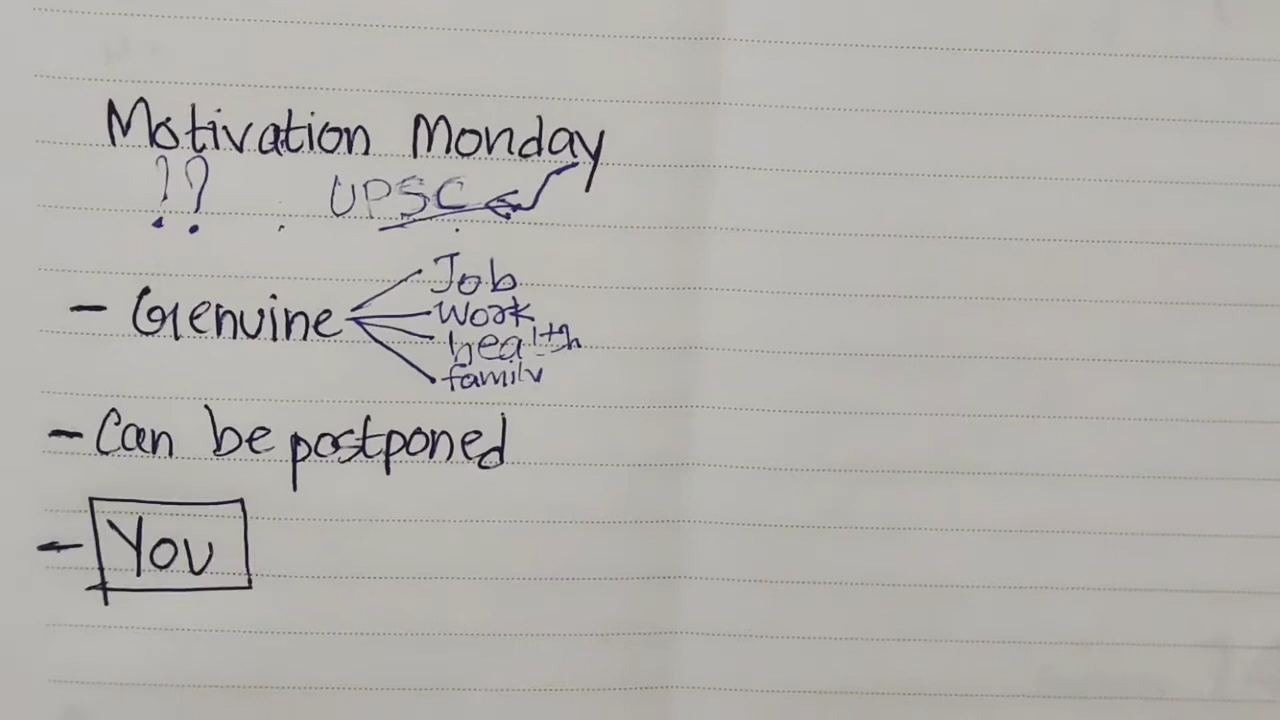 Motivation Monday
?? UPSC
- Genuine
Job
Work
health
family
- Can be postponed
- You